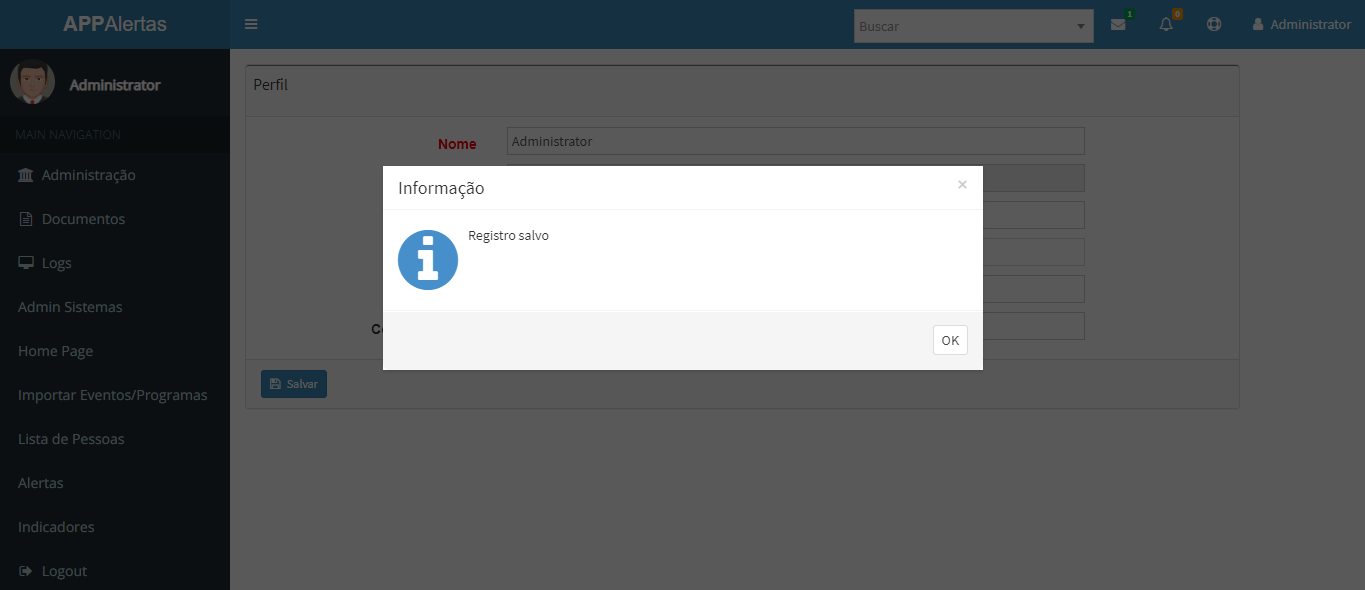 APPAlertas
Buscar
1
0
Administrator
Administrator
MAIN NAVIGATION
Administração
Documentos
Logs
Admin Sistemas
Home Page
Importar Eventos/Programas
Lista de Pessoas
Alertas
Indicadores
Logout
Perfil
Nome
Administrator
Informação
×
Registro salvo
OK
Salvar